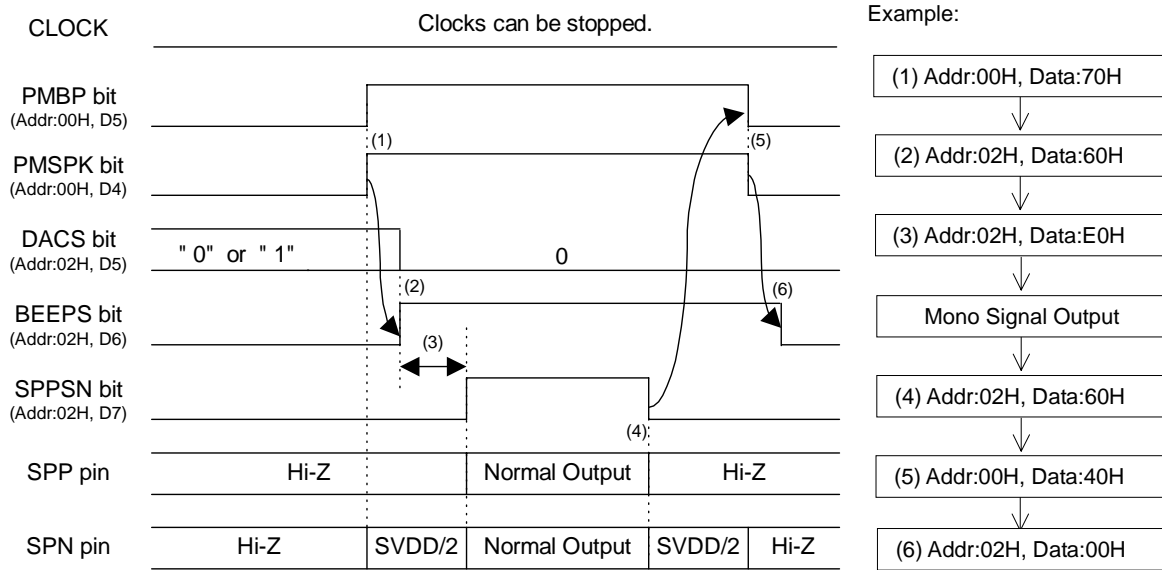 CLOCK
Clocks can be stopped.
PMBP bit
(Addr:00H, D5)
(1)
(5)
PMSPK bit
(Addr:00H, D4)
DACS bit
(Addr:02H, D5)
" 0" or " 1"
0
(2)
(6)
BEEPS bit
(Addr:02H, D6)
(3)
SPPSN bit
(Addr:02H, D7)
(4)
SPP pin
Hi-Z
Normal Output
Hi-Z
SPN pin
Hi-Z
SVDD/2
Normal Output
SVDD/2
Hi-Z
Example:
(1) Addr:00H, Data:70H
(2) Addr:02H, Data:60H
(3) Addr:02H, Data:E0H
Mono Signal Output
(4) Addr:02H, Data:60H
(5) Addr:00H, Data:40H
(6) Addr:02H, Data:00H